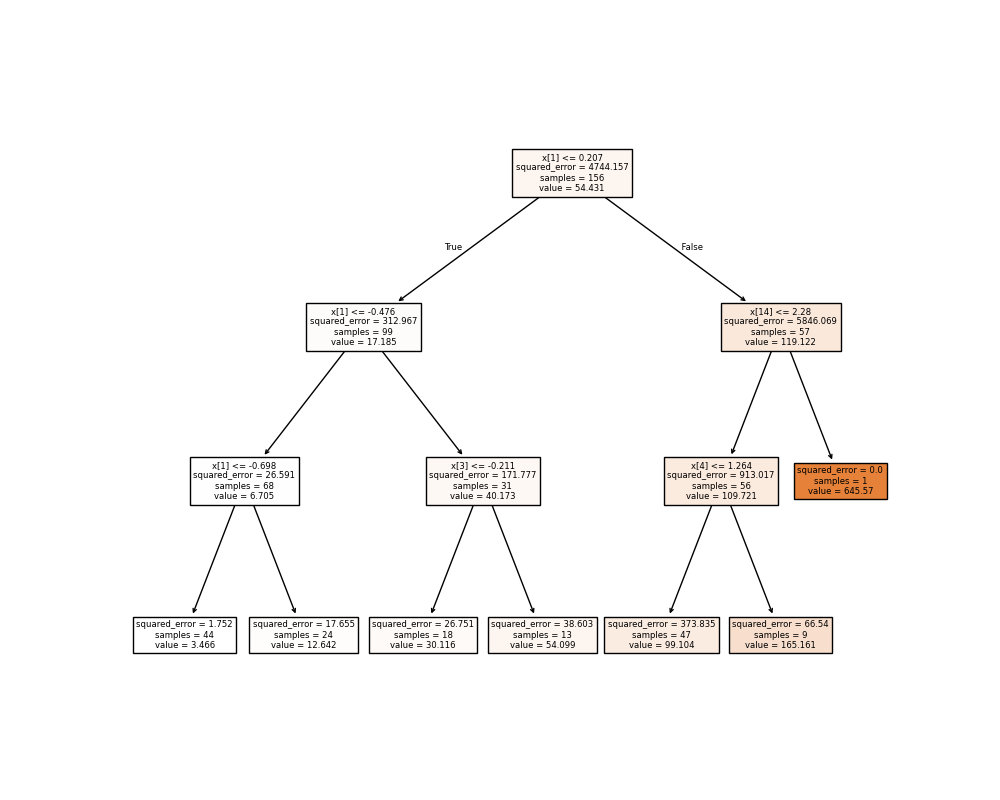 x[1] <= 0.207
squared_error = 4744.157
samples = 156
value = 54.431
True
False
x[1] <= -0.476
squared_error = 312.967
samples = 99
value = 17.185
x[14] <= 2.28
squared_error = 5846.069
samples = 57
value = 119.122
x[1] <= -0.698
squared_error = 26.591
samples = 68
value = 6.705
x[3] <= -0.211
squared_error = 171.777
samples = 31
value = 40.173
x[4] <= 1.264
squared_error = 913.017
samples = 56
value = 109.721
squared_error = 0.0
samples = 1
value = 645.57
squared_error = 1.752
samples = 44
value = 3.466
squared_error = 17.655
samples = 24
value = 12.642
squared_error = 26.751
samples = 18
value = 30.116
squared_error = 38.603
samples = 13
value = 54.099
squared_error = 373.835
samples = 47
value = 99.104
squared_error = 66.54
samples = 9
value = 165.161